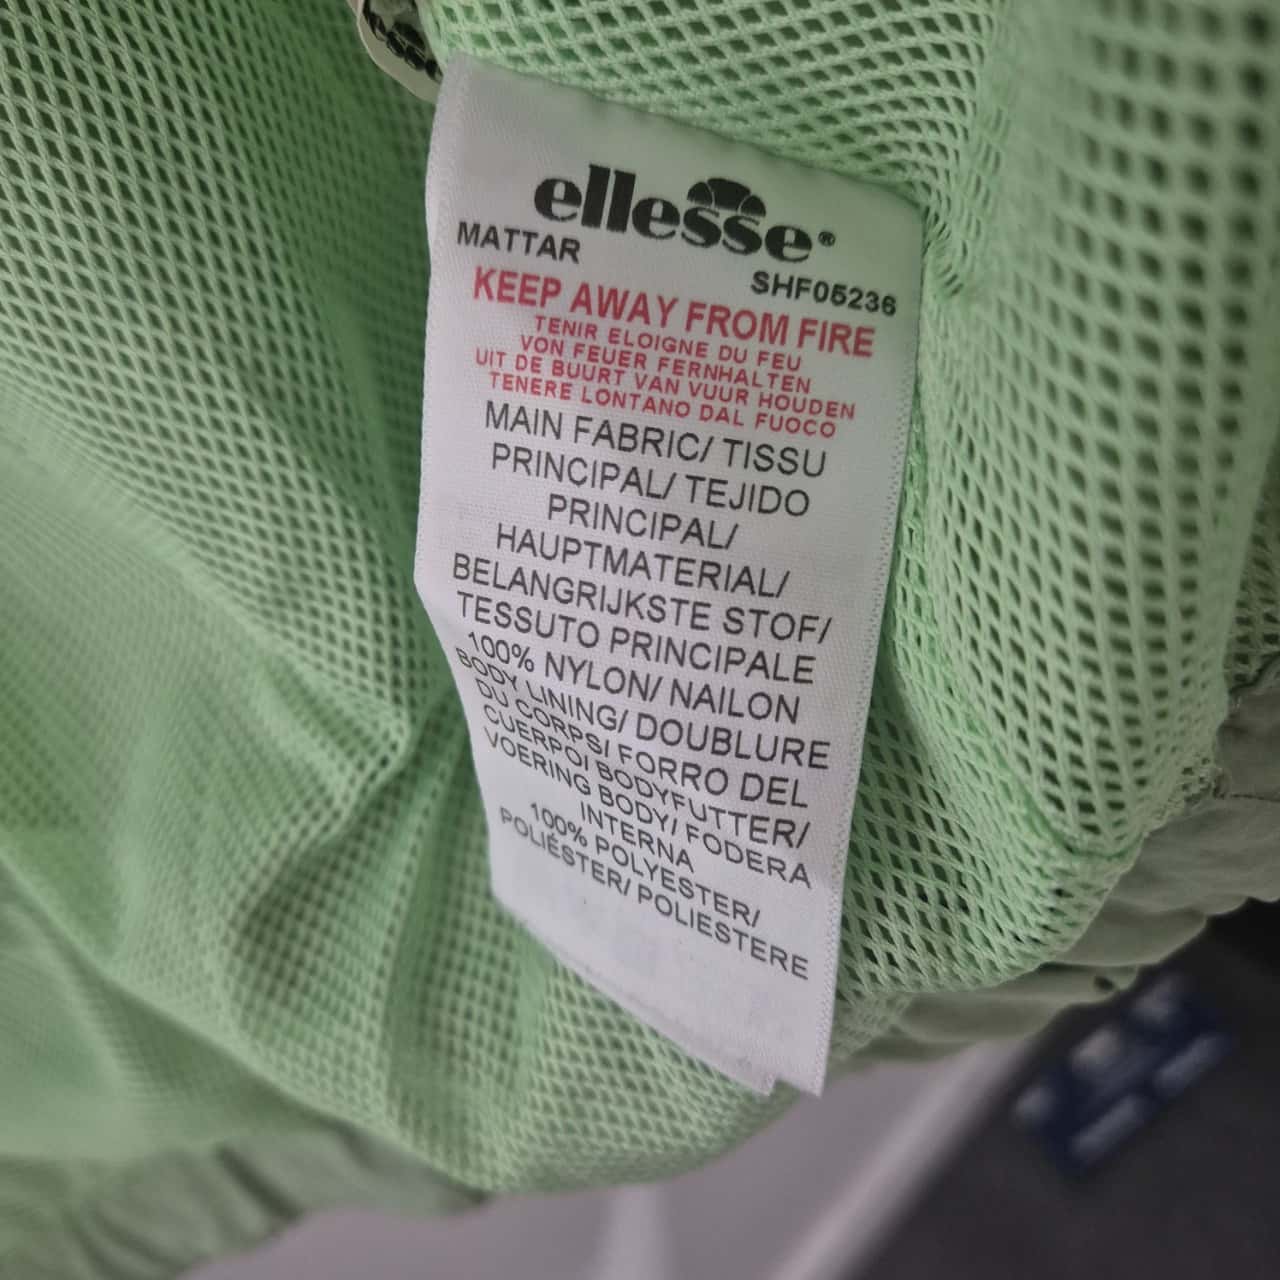 ellesse®
MATTAR
SHF05236
KEEP AWAY FROM FIRE
TENIR ELOIGNE DU FEU
VON FEUER FERNHALTEN
UIT DE BUURT VAN VUUR HOUDEN
TENERE LONTANO DAL FUOCO
MAIN FABRIC/ TISSU
PRINCIPAL/ TEJIDO
PRINCIPAL/
HAUPTMATERIAL/
BELANGRIJKSTE STOF/
TESSUTO PRINCIPALE
100% NYLON/ NAILON
BODY LINING/ DOUBLURE
DU CORPS/ FORRO DEL
CUERPO/ BODYFUTTER/
VOERING BODY/ FODERA
INTERNA
100% POLYESTER/
POLIÉSTER/ POLIESTERE